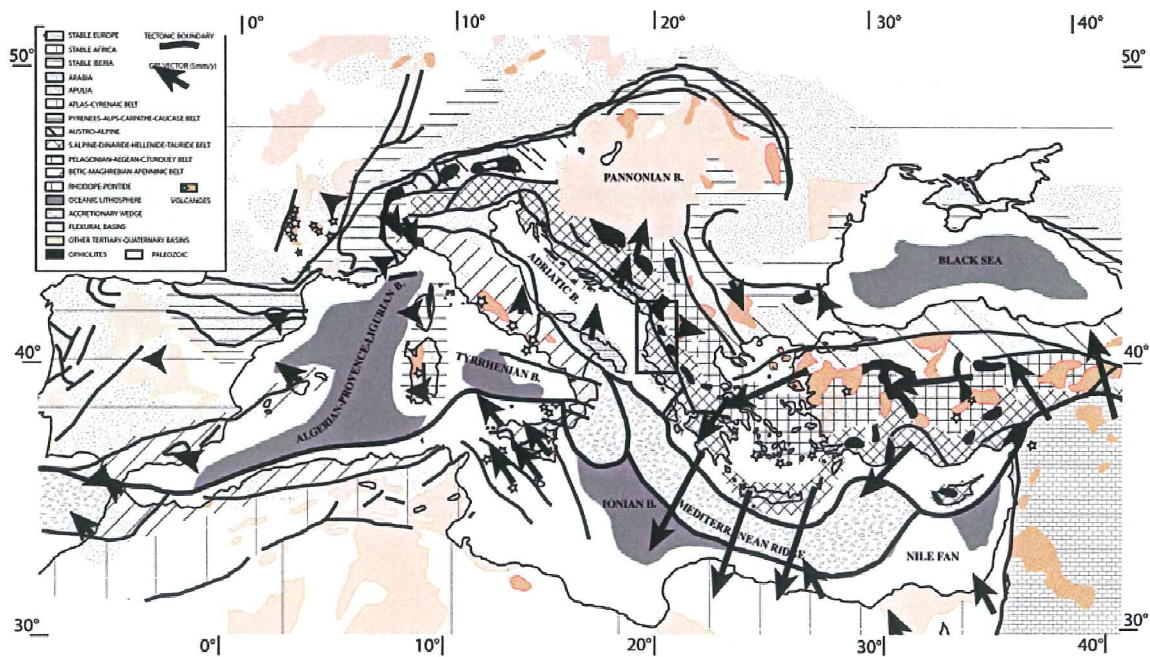 0° 10° 20° 30° 40°
50° 50°
STABLE EUROPE
STABLE AFRICA
STABLE IBERIA
ARABIA
APULIA
ATLAS-CYRENAIC BELT
PYRENEES-ALPS-CARPATHE-CAUCASE BELT
AUSTRO-ALPINE
S.ALPINE-DINARIDE-HELLENIDE-TAURIDE BELT
PELAGONIAN-AEGEAN-C.TURQUEY BELT
BETIC-MAGHREBIAN APENNINIC BELT
RHODOPE-PONTIDE
OCEANIC LITHOSPHERE
ACCRETIONARY WEDGE
FLEXURAL BASINS
OTHER TERTIARY-QUATERNARY BASINS
OPHIOLITES
PALEOZOIC
TECTONIC BOUNDARY
GPS VECTOR (5mm/y)
VOLCANOES
PANNONIAN B.
BLACK SEA
ADRIATIC B.
ALGERIAN-PROVENCE-LIGURIAN B.
TYRRHENIAN B.
40° 40°
IONIAN B.
MEDITERRANEAN RIDGE
NILE FAN
30° 30°
0° 10° 20° 30° 40°